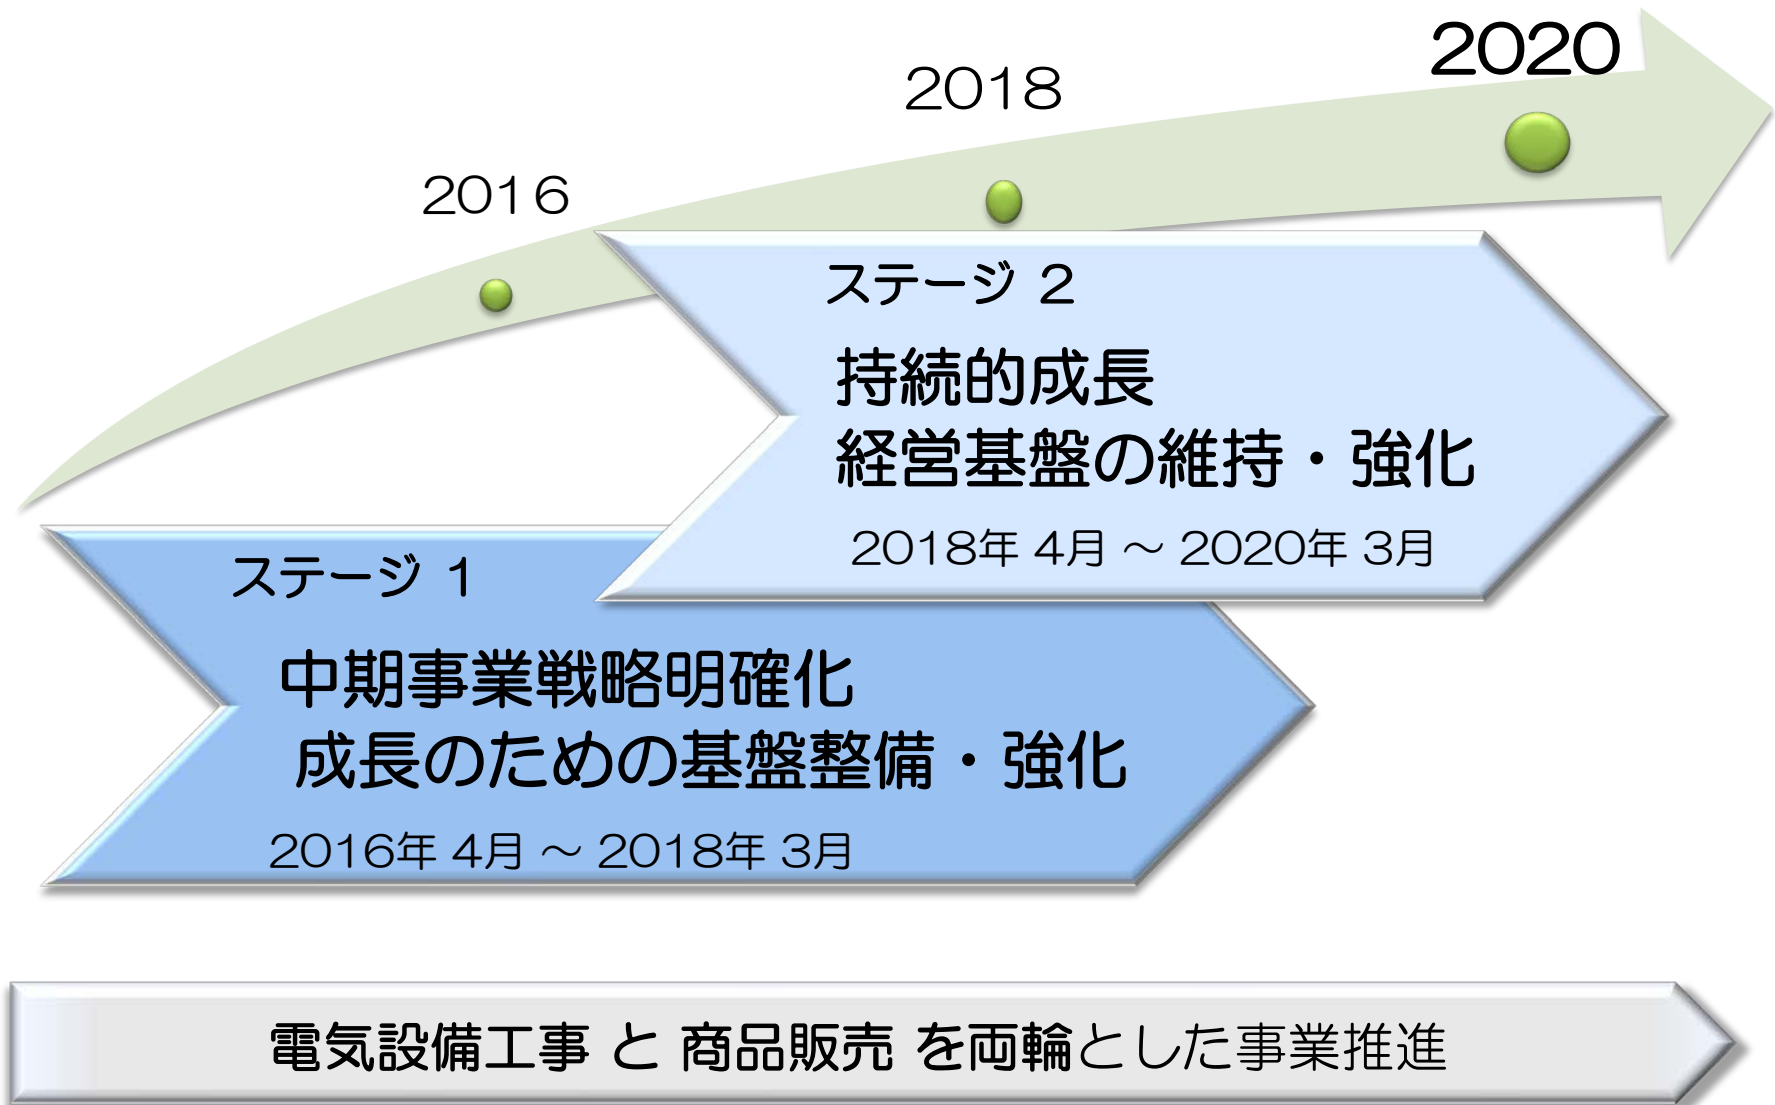 2020
2018
2016
ステージ 2
持続的成長
経営基盤の維持・強化
2018年 4月 ～ 2020年 3月
ステージ 1
中期事業戦略明確化
成長のための基盤整備・強化
2016年 4月 ～ 2018年 3月
電気設備工事 と 商品販売 を両輪とした事業推進